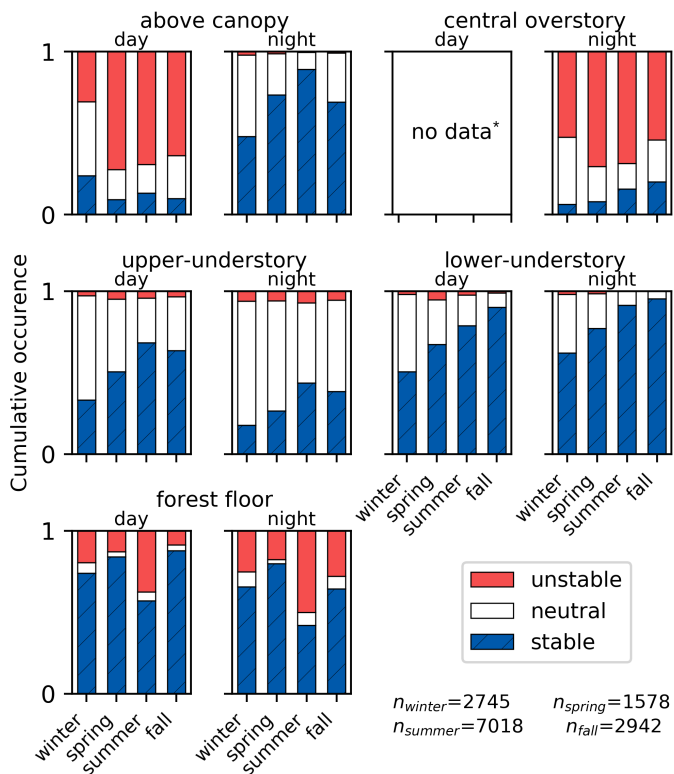 above canopy
central overstory
day
night
day
night
1
0
no data*
upper-understory
lower-understory
day
night
day
night
1
0
winter
spring
summer
fall
winter
spring
summer
fall
Cumulative occurence
forest floor
day
night
1
0
winter
spring
summer
fall
winter
spring
summer
fall
unstable
neutral
stable
n_winter=2745
n_spring=1578
n_summer=7018
n_fall=2942